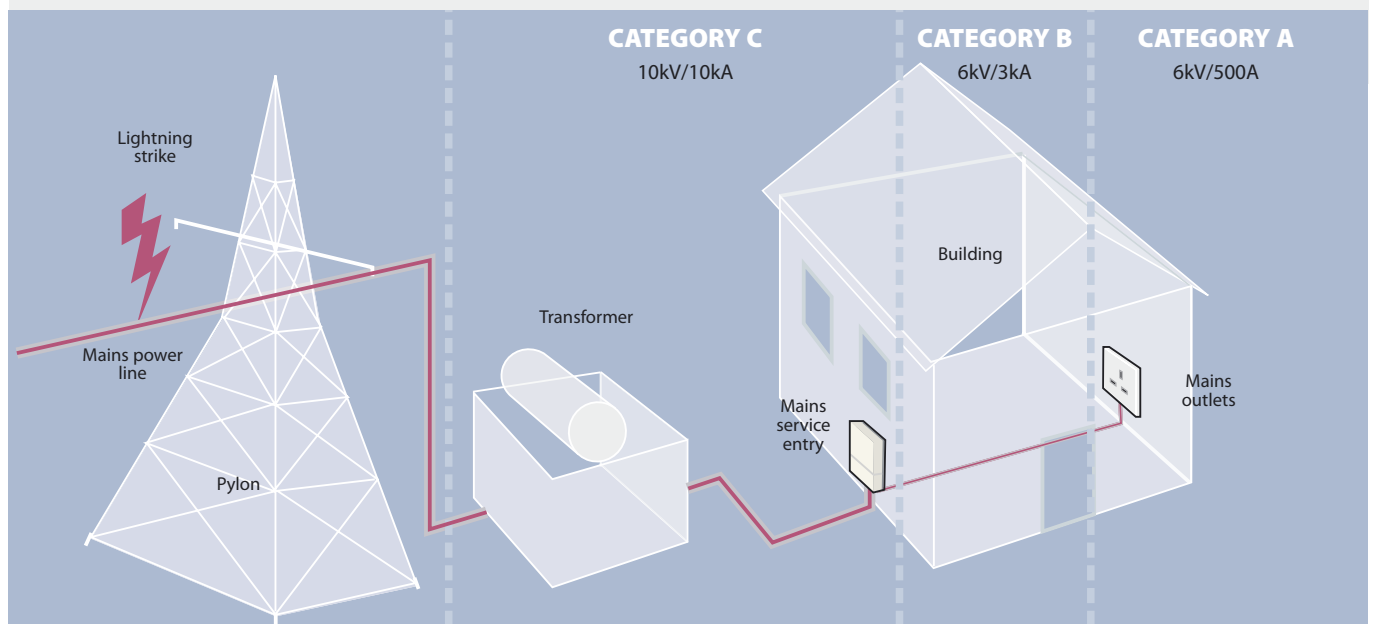 CATEGORY C
10kV/10kA
CATEGORY B
6kV/3kA
CATEGORY A
6kV/500A
Lightning
strike
Mains power
line
Pylon
Transformer
Building
Mains
service
entry
Mains
outlets